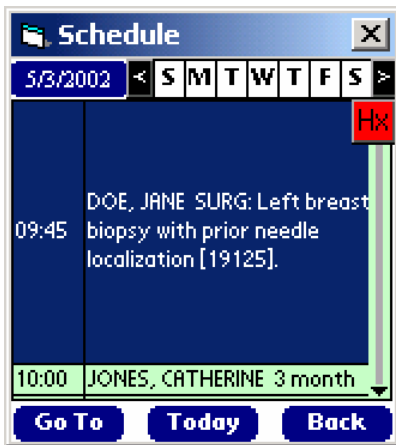 Schedule
5/3/2002 < S M T W T F S >
Hx
DOE, JANE SURG: Left breast
09:45 biopsy with prior needle
localization [19125].
10:00 JONES, CATHERINE 3 month
Go To Today Back